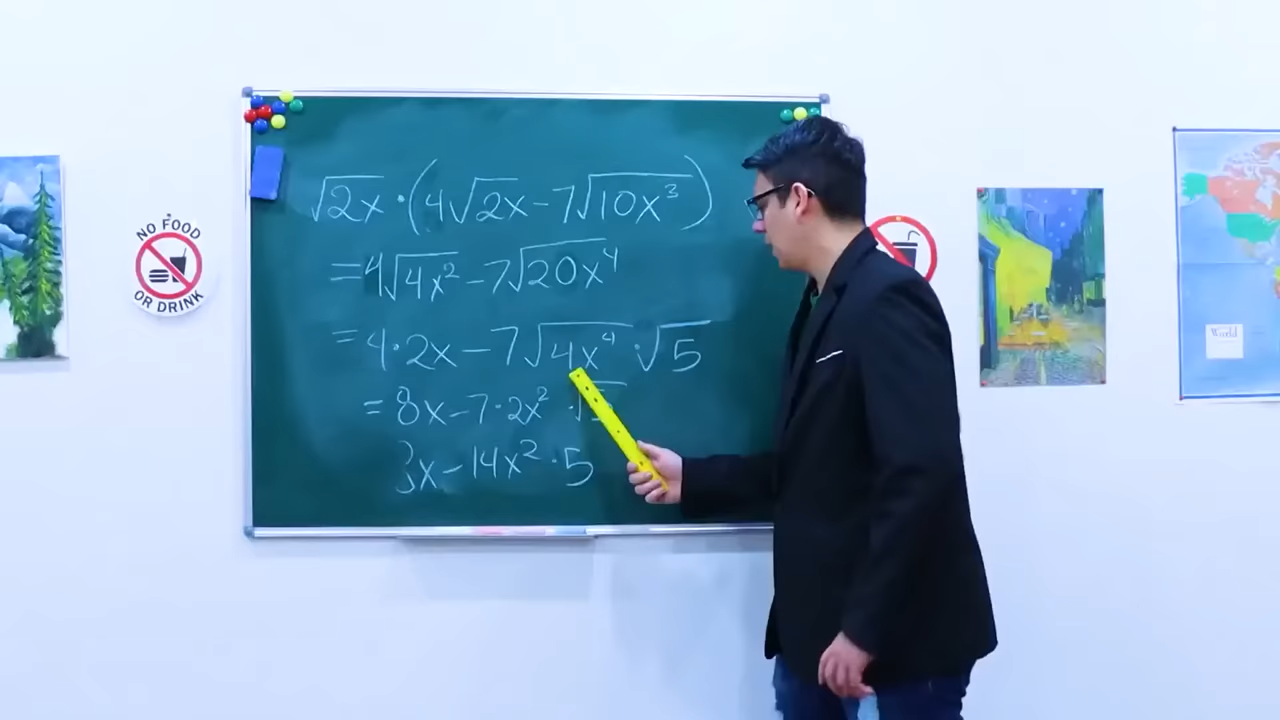 NO FOOD
OR DRINK
√2x·(4√2x-7√10x³)
=4√4x²-7√20x⁴
=4·2x-7√4x⁴·√5
=8x-7·2x²·√5
3x-14x²·5
World